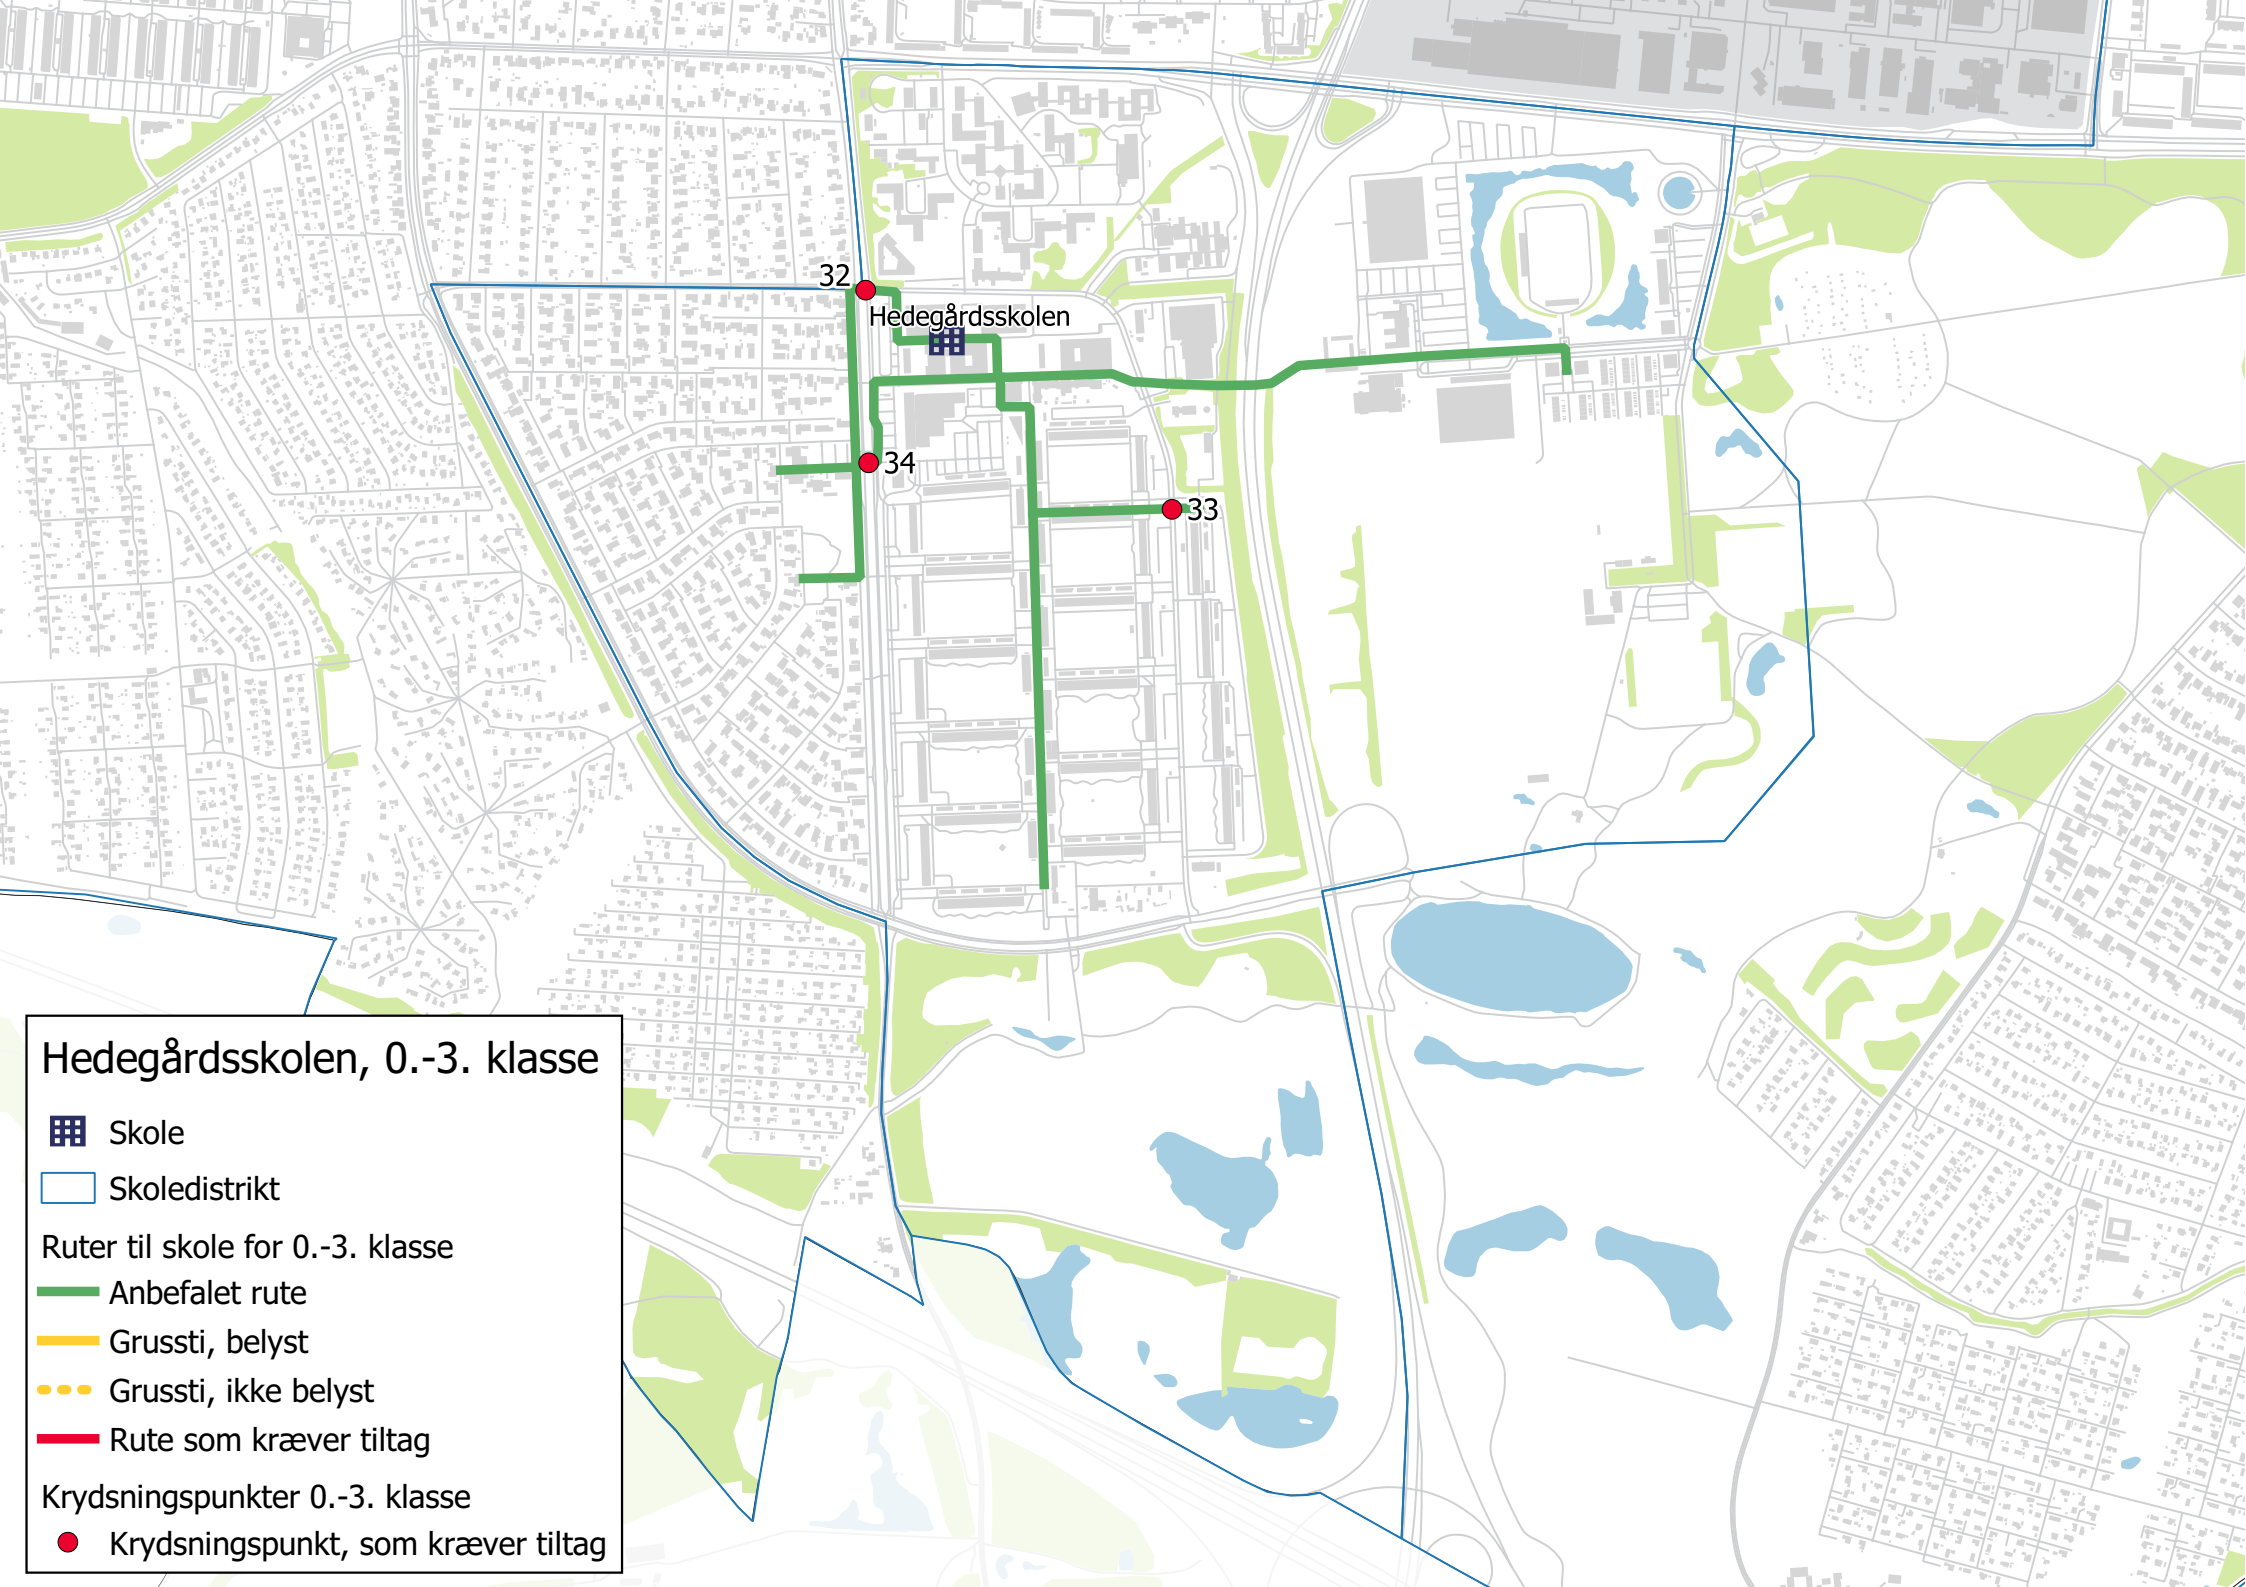 32
Hedegårdsskolen
34
33
Hedegårdsskolen, 0.-3. klasse
Skole
Skoledistrikt
Ruter til skole for 0.-3. klasse
Anbefalet rute
Grussti, belyst
Grussti, ikke belyst
Rute som kræver tiltag
Krydsningspunkter 0.-3. klasse
Krydsningspunkt, som kræver tiltag